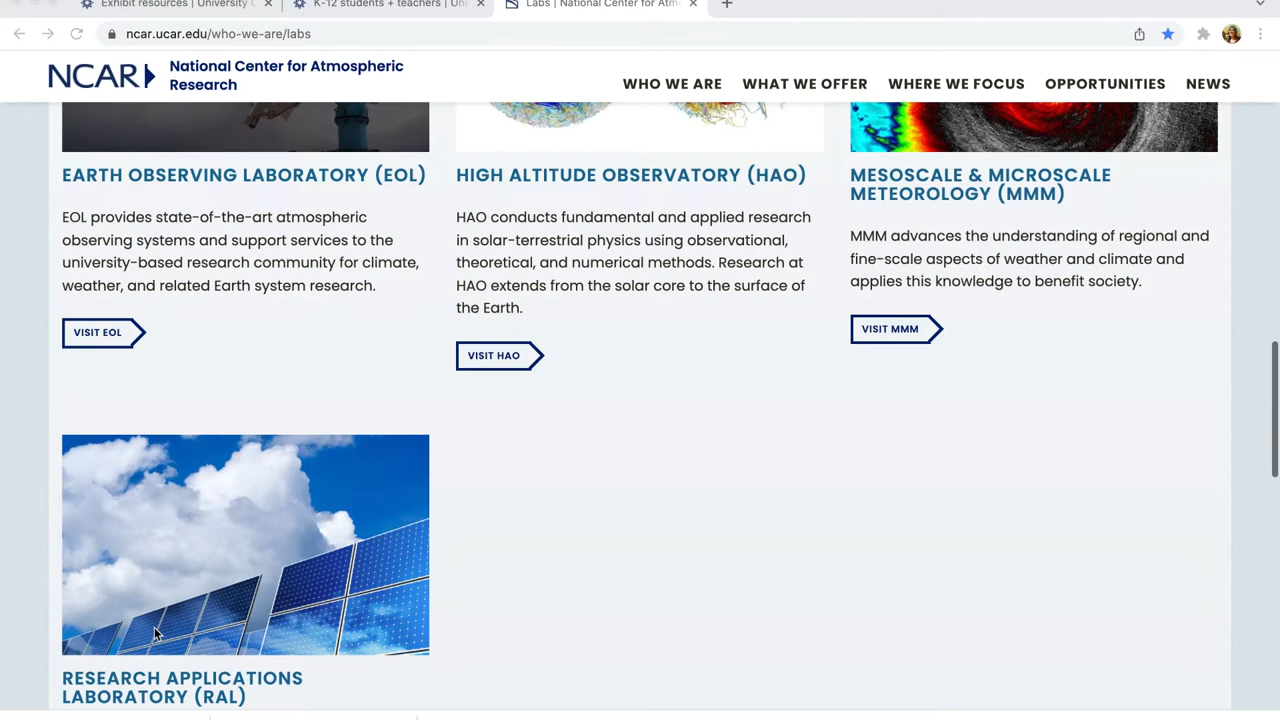 Exhibit resources | University C
K-12 students + teachers | Uni
Labs | National Center for Atm
ncar.ucar.edu/who-we-are/labs
NCAR
National Center for Atmospheric
Research
WHO WE ARE
WHAT WE OFFER
WHERE WE FOCUS
OPPORTUNITIES
NEWS
EARTH OBSERVING LABORATORY (EOL)
EOL provides state-of-the-art atmospheric
observing systems and support services to the
university-based research community for climate,
weather, and related Earth system research.
VISIT EOL
HIGH ALTITUDE OBSERVATORY (HAO)
HAO conducts fundamental and applied research
in solar-terrestrial physics using observational,
theoretical, and numerical methods. Research at
HAO extends from the solar core to the surface of
the Earth.
VISIT HAO
MESOSCALE & MICROSCALE
METEOROLOGY (MMM)
MMM advances the understanding of regional and
fine-scale aspects of weather and climate and
applies this knowledge to benefit society.
VISIT MMM
RESEARCH APPLICATIONS
LABORATORY (RAL)